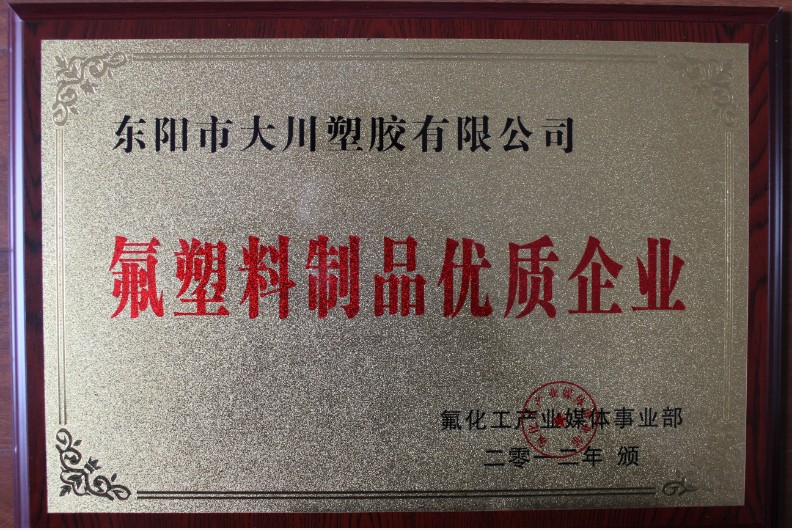 东阳市大川塑胶有限公司
氟塑料制品优质企业
氟化工产业媒体事业部
二零一二年 颁